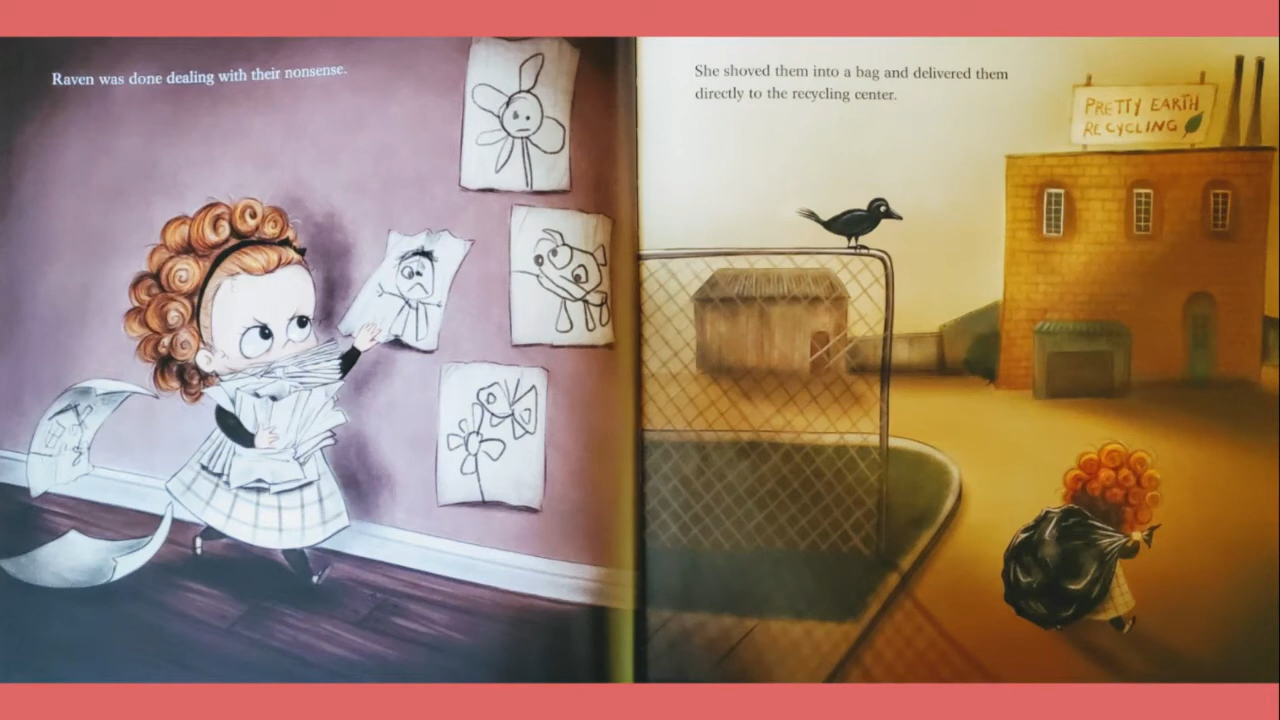 Raven was done dealing with their nonsense.
She shoved them into a bag and delivered them
directly to the recycling center.
PRETTY EARTH
RECYCLING